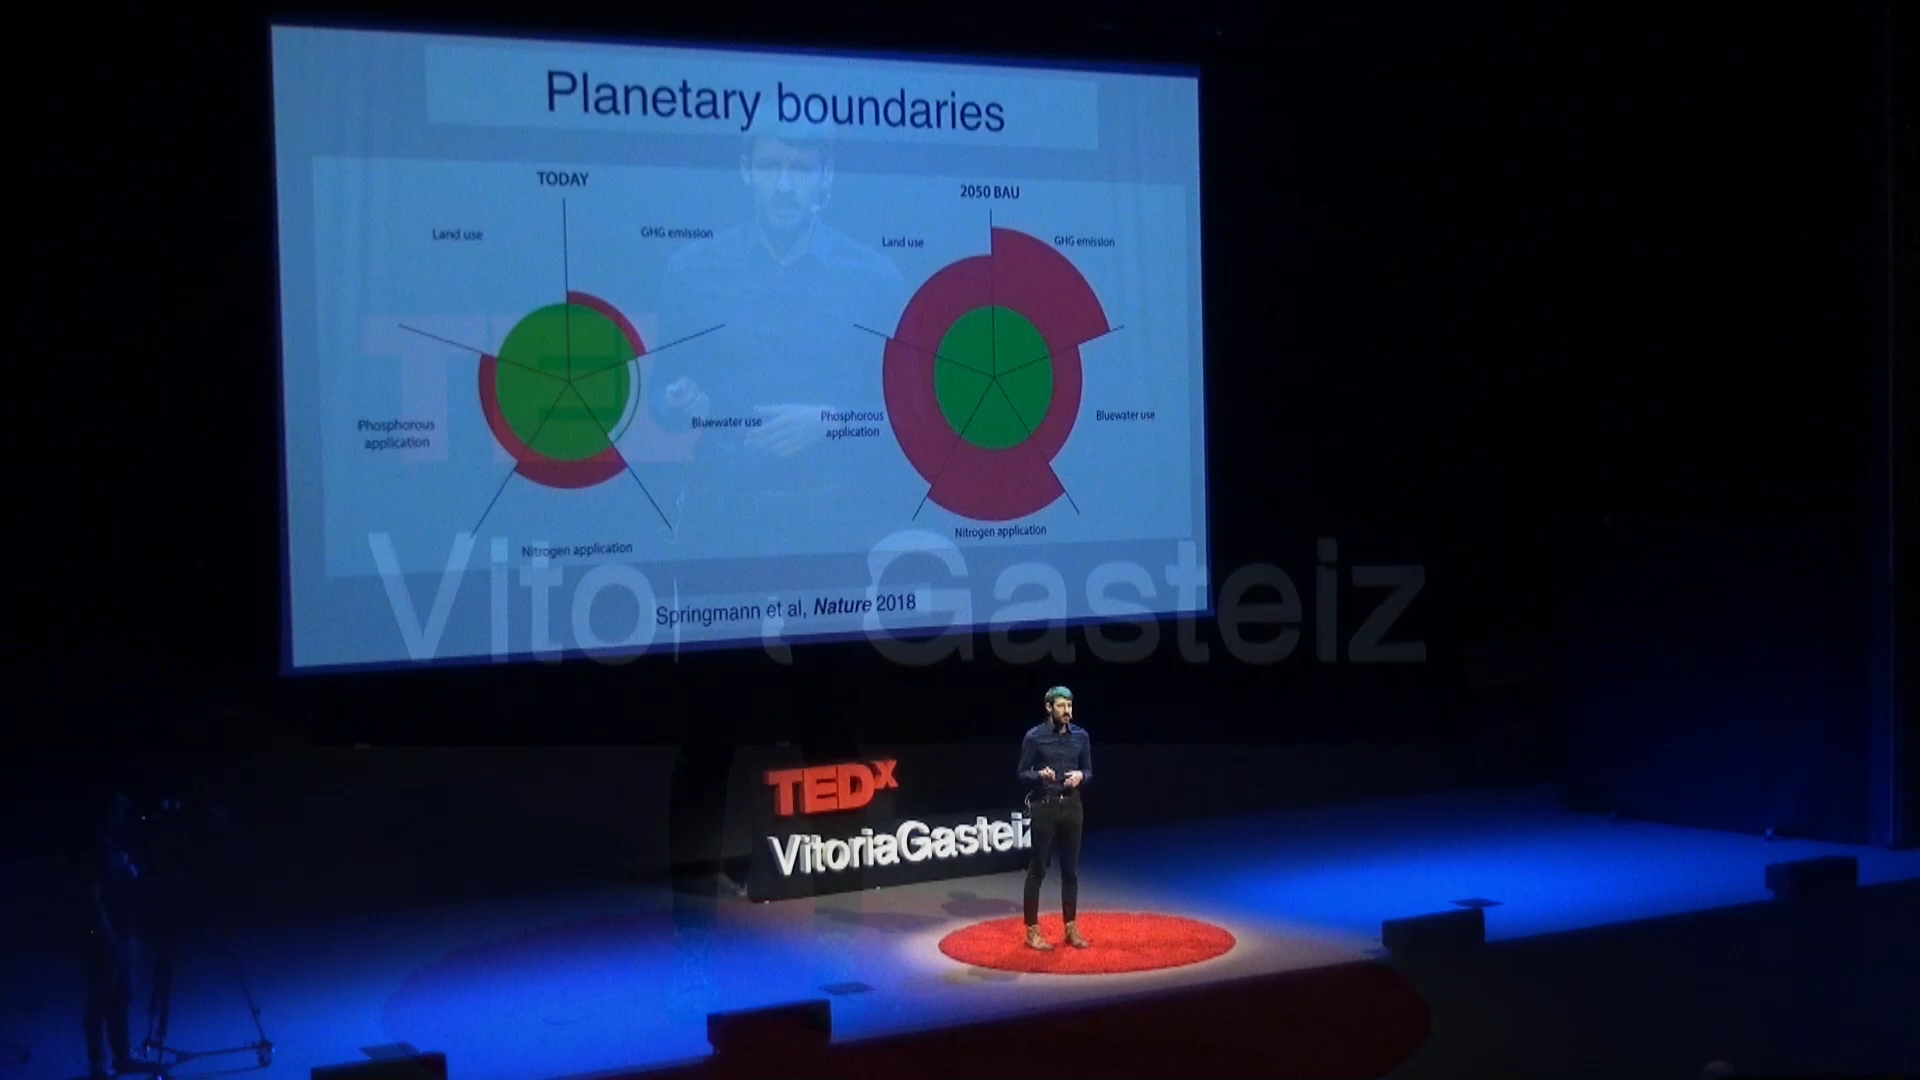 Planetary boundaries
TODAY
2050 BAU
Land use
GHG emission
Land use
GHG emission
Phosphorous
application
Bluewater use
Phosphorous
application
Bluewater use
Nitrogen application
Nitrogen application
Springmann et al, Nature 2018
Gasteiz
TEDx
VitoriaGasteiz